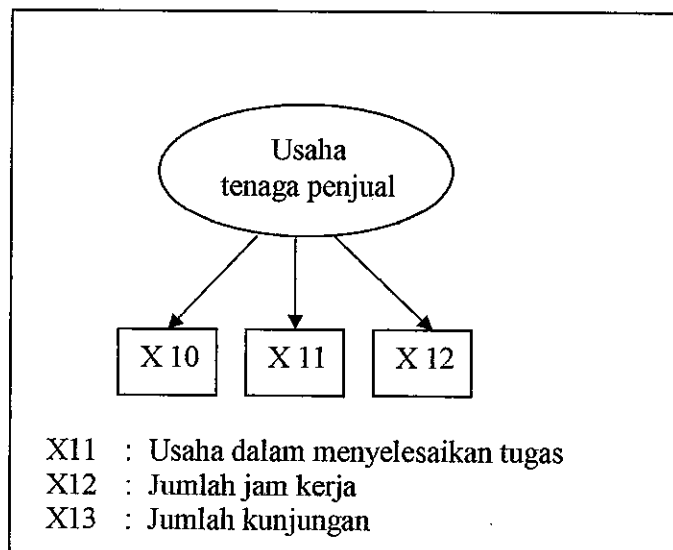 Usaha
tenaga penjual
X 10 X 11 X 12
X11 : Usaha dalam menyelesaikan tugas
X12 : Jumlah jam kerja
X13 : Jumlah kunjungan